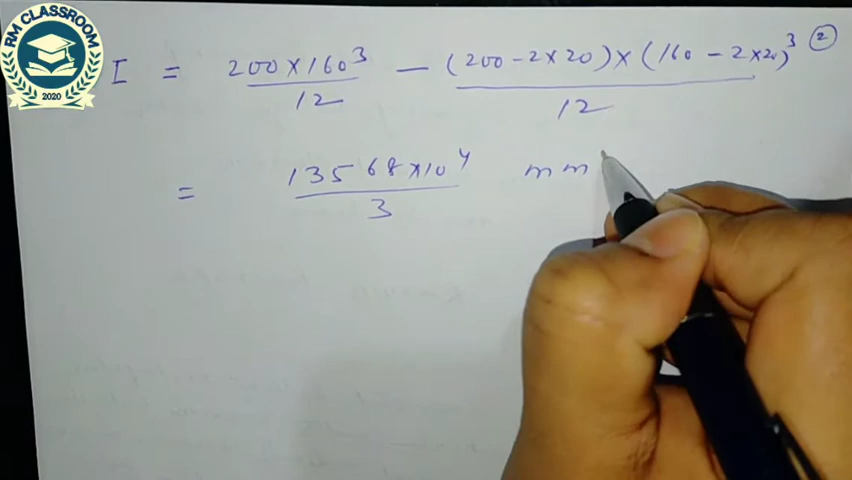 RM CLASSROOM
2020
②
I = 200×160³/12 — (200-2×20)×(160-2×20)³/12
= 13568×10⁴/3 mm